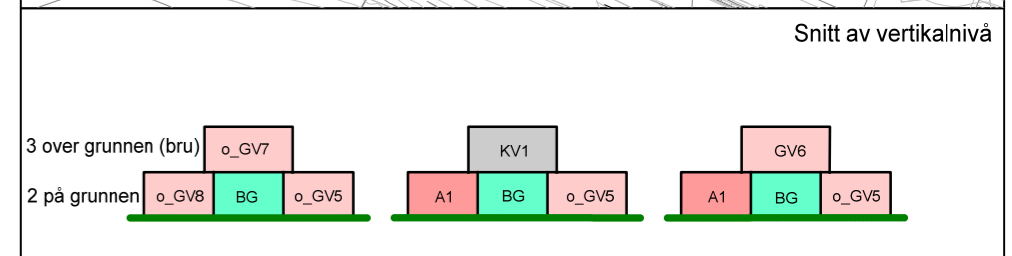 Snitt av vertikalnivå
3 over grunnen (bru) o_GV7 KV1 GV6
2 på grunnen o_GV8 BG o_GV5 A1 BG o_GV5 A1 BG o_GV5